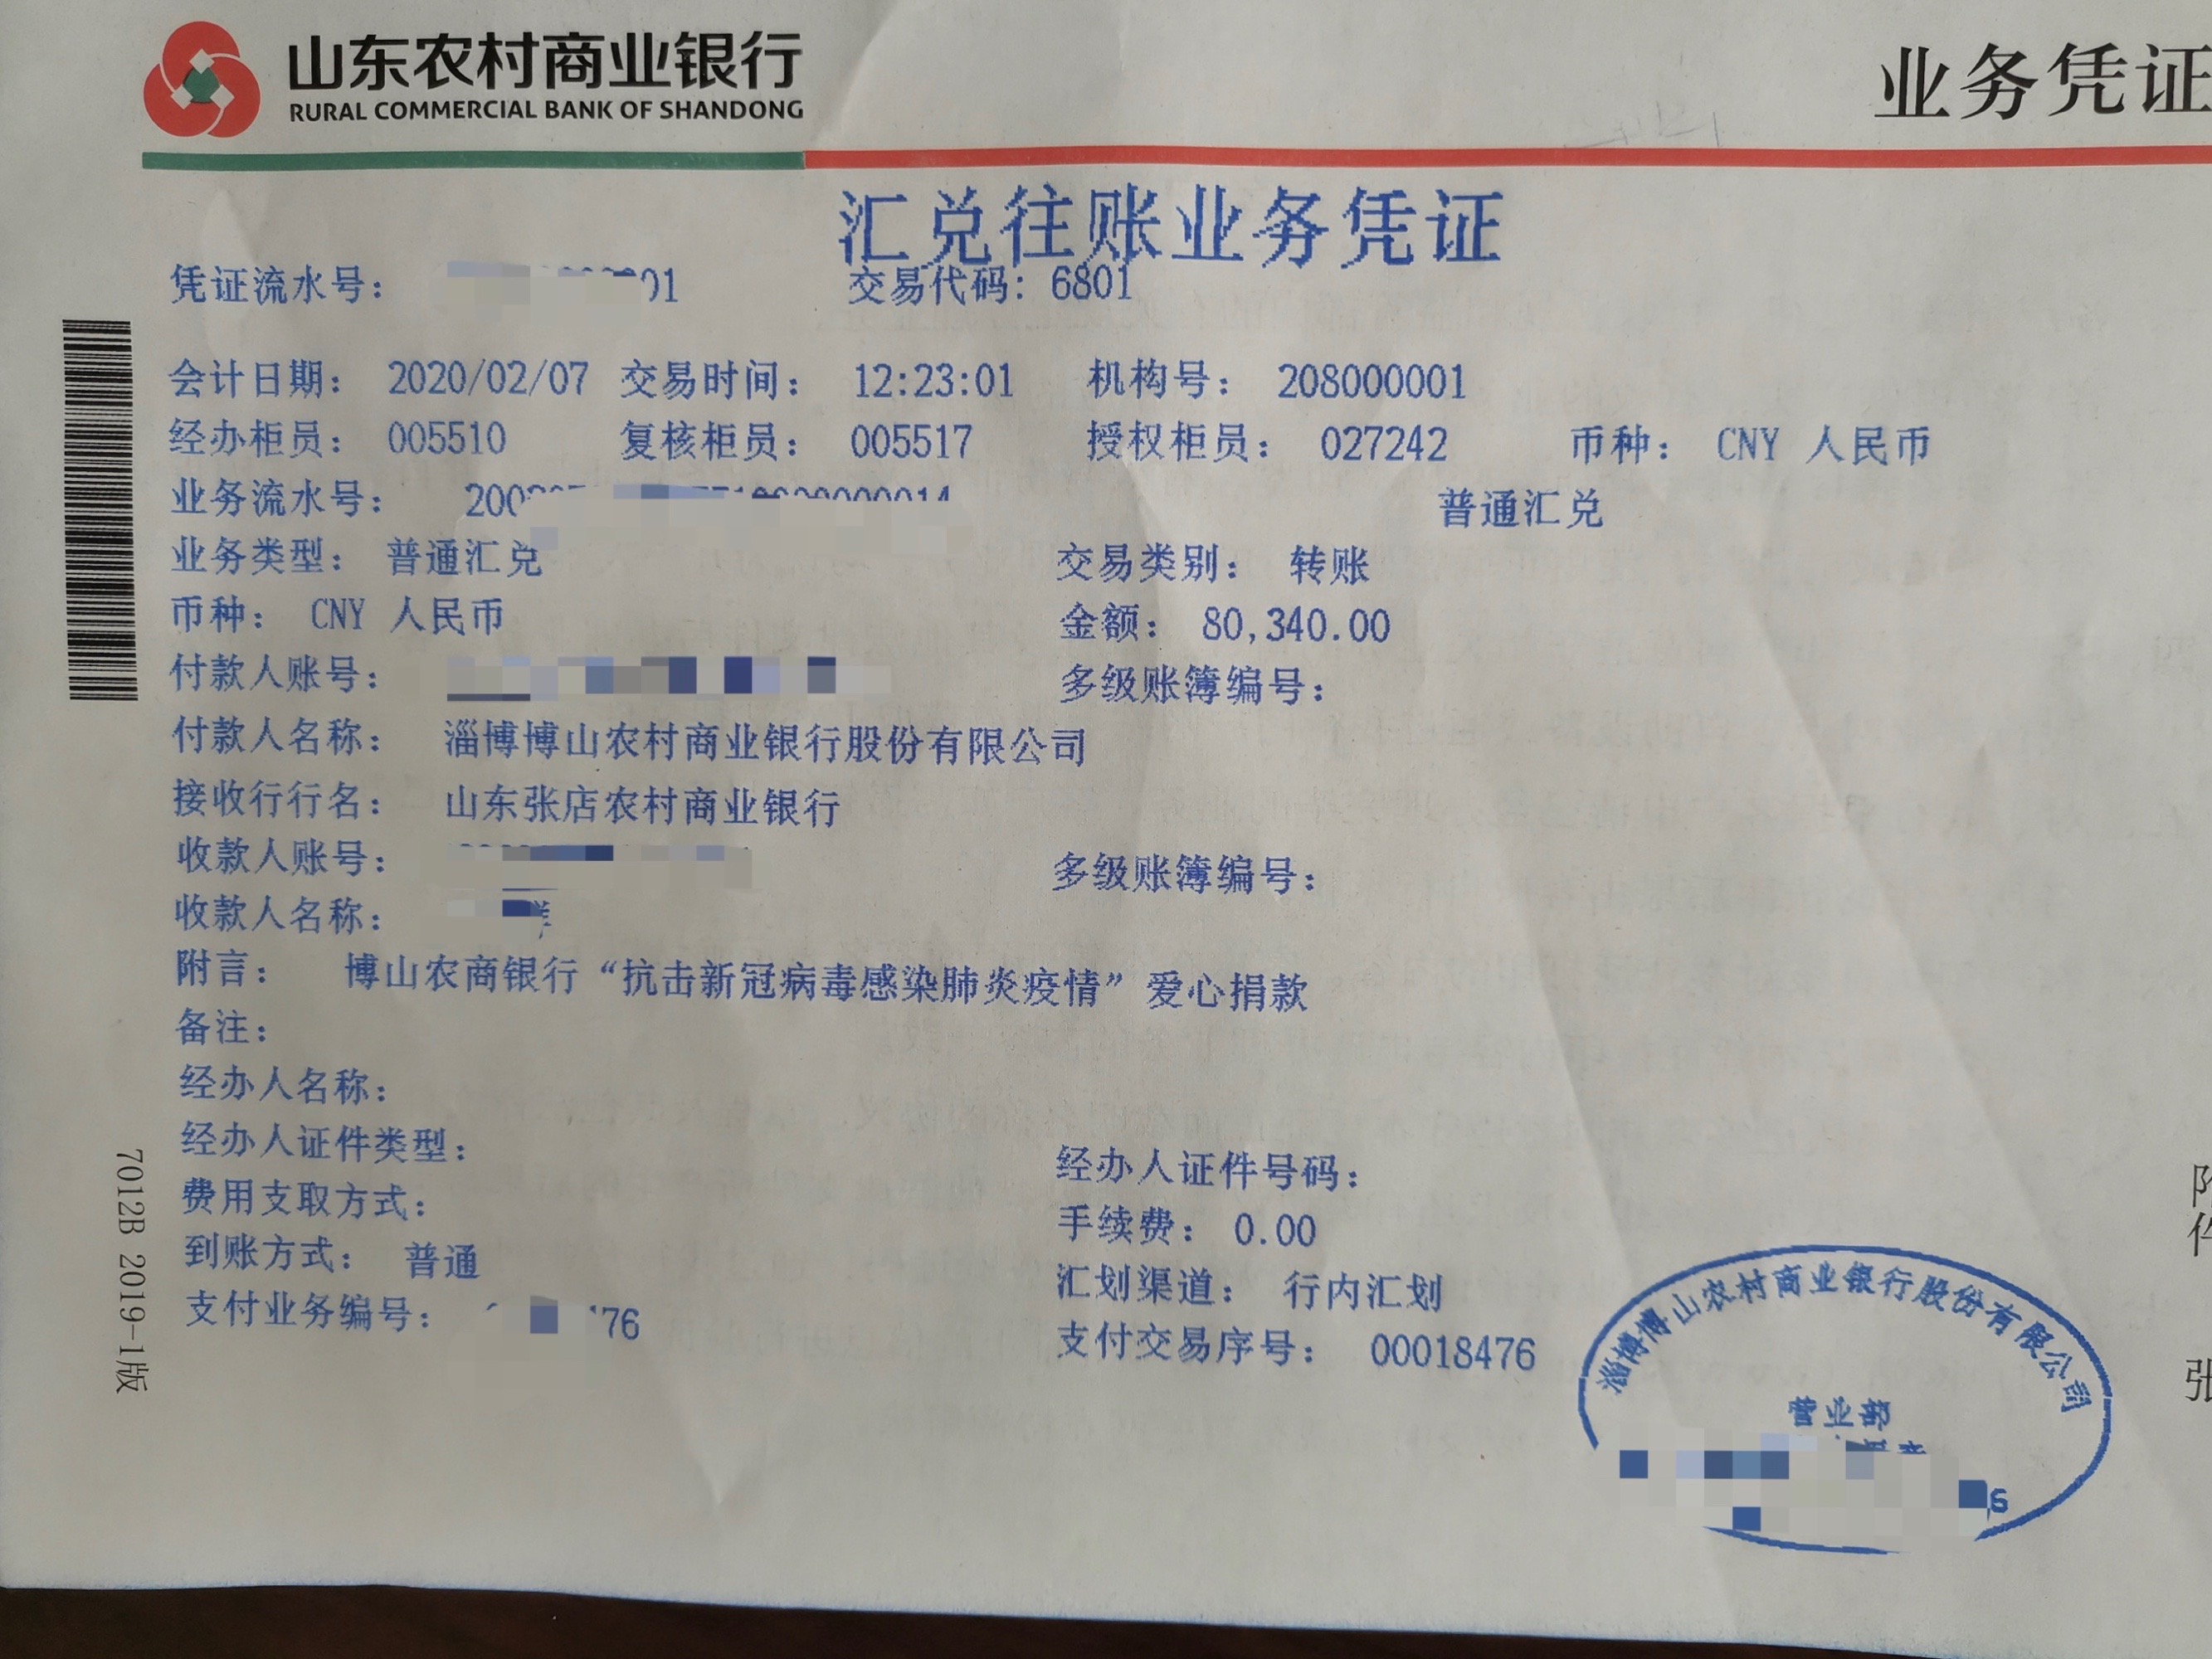 山东农村商业银行
RURAL COMMERCIAL BANK OF SHANDONG
业务凭证
汇兑往账业务凭证
凭证流水号： 01 交易代码：6801
会计日期： 2020/02/07 交易时间： 12:23:01 机构号： 208000001
经办柜员： 005510 复核柜员： 005517 授权柜员： 027242 币种： CNY 人民币
业务流水号： 普通汇兑
业务类型： 普通汇兑 交易类别： 转账
币种： CNY 人民币 金额： 80,340.00
付款人账号： 多级账簿编号：
付款人名称： 淄博博山农村商业银行股份有限公司
接收行行名： 山东张店农村商业银行
收款人账号： 多级账簿编号：
收款人名称：
附言： 博山农商银行“抗击新冠病毒感染肺炎疫情”爱心捐款
备注：
经办人名称：
经办人证件类型： 经办人证件号码：
费用支取方式： 手续费： 0.00
到账方式： 普通 汇划渠道： 行内汇划
支付业务编号： 76 支付交易序号： 00018476
淄博博山农村商业银行股份有限公司
营业部
7012B 2019-1版
附件
张